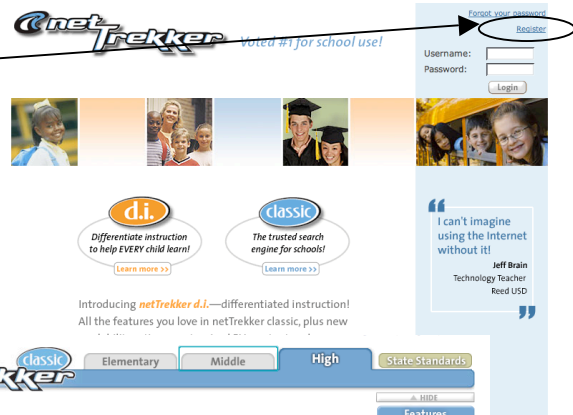 net Trekker
Voted #1 for school use!
Forgot your password
Register
Username:
Password:
Login
d.i.
Differentiate instruction
to help EVERY child learn!
Learn more >>
classic
The trusted search
engine for schools!
Learn more >>
I can't imagine
using the Internet
without it!
Jeff Brain
Technology Teacher
Reed USD
Introducing netTrekker d.i.—differentiated instruction!
All the features you love in netTrekker classic, plus new
classic
Elementary
Middle
High
State Standards
HIDE
Features